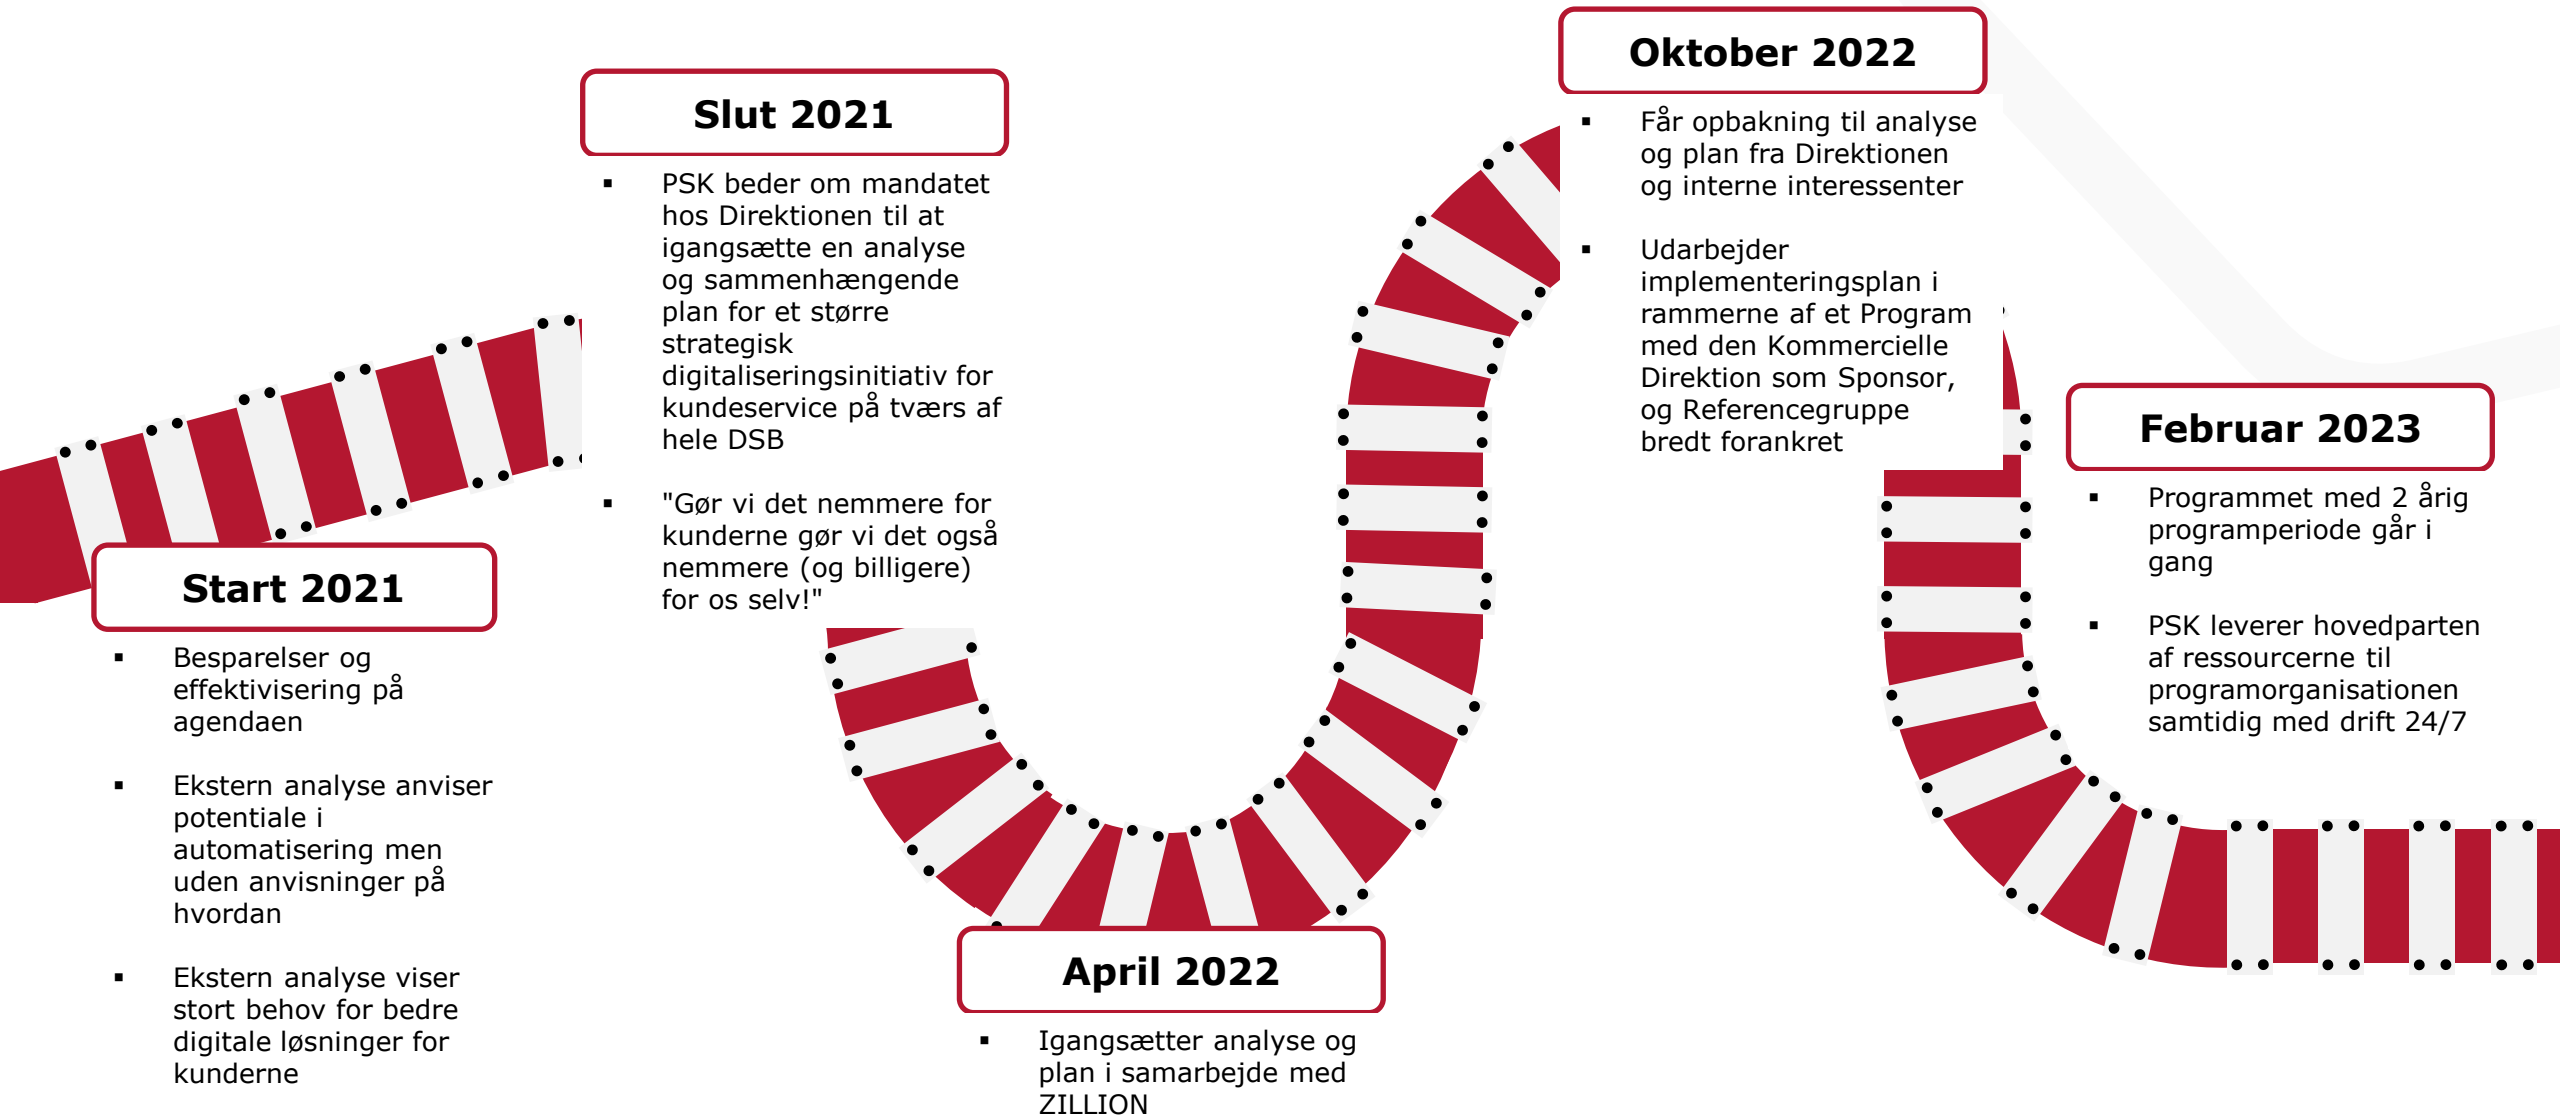 Start 2021
▪ Besparelser og
effektivisering på
agendaen
▪ Ekstern analyse anviser
potentiale i
automatisering men
uden anvisninger på
hvordan
▪ Ekstern analyse viser
stort behov for bedre
digitale løsninger for
kunderne
Slut 2021
▪ PSK beder om mandatet
hos Direktionen til at
igangsætte en analyse
og sammenhængende
plan for et større
strategisk
digitaliseringsinitiativ for
kundeservice på tværs af
hele DSB
▪ "Gør vi det nemmere for
kunderne gør vi det også
nemmere (og billigere)
for os selv!"
April 2022
▪ Igangsætter analyse og
plan i samarbejde med
ZILLION
Oktober 2022
▪ Får opbakning til analyse
og plan fra Direktionen
og interne interessenter
▪ Udarbejder
implementeringsplan i
rammerne af et Program
med den Kommercielle
Direktion som Sponsor,
og Referencegruppe
bredt forankret
Februar 2023
▪ Programmet med 2 årig
programperiode går i
gang
▪ PSK leverer hovedparten
af ressourcerne til
programorganisationen
samtidig med drift 24/7